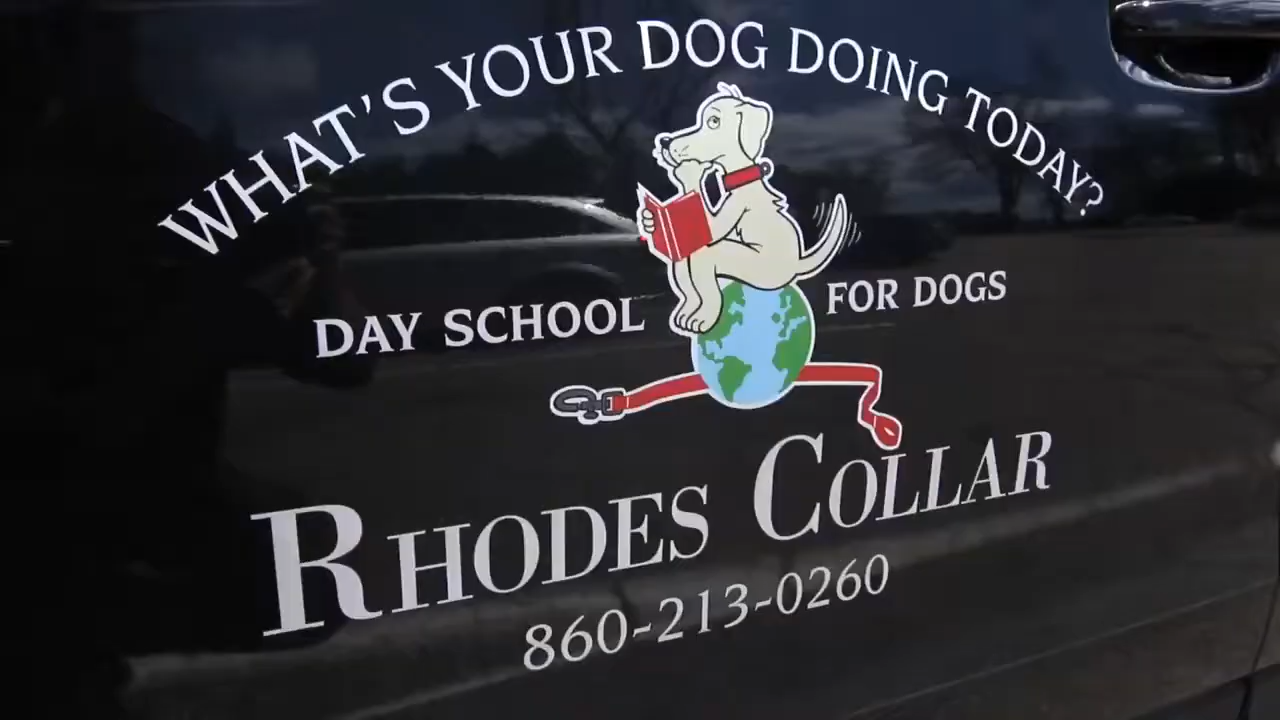 WHAT'S YOUR DOG DOING TODAY?
DAY SCHOOL FOR DOGS
RHODES COLLAR
860-213-0260